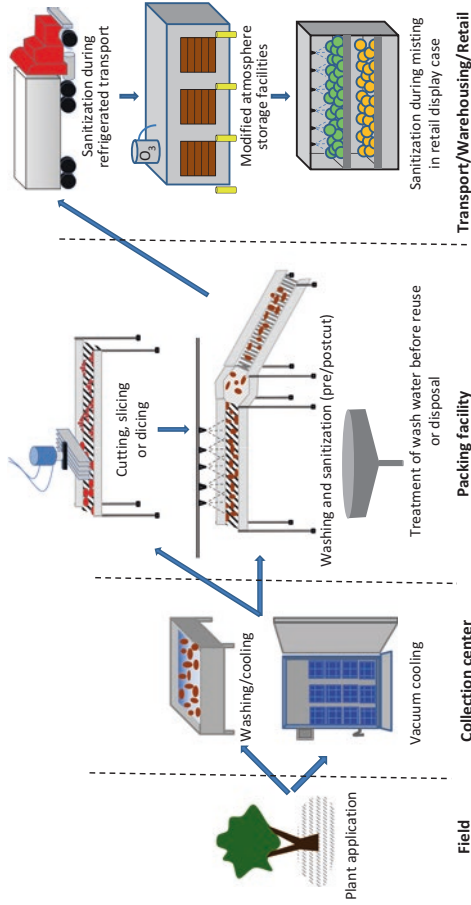 Plant application
Field
Washing/cooling
Vacuum cooling
Collection center
Cutting, slicing
or dicing
Washing and sanitization (pre/postcut)
Treatment of wash water before reuse
or disposal
Packing facility
Sanitization during
refrigerated transport
O3
Modified atmosphere
storage facilities
Sanitization during misting
in retail display case
Transport/Warehousing/Retail